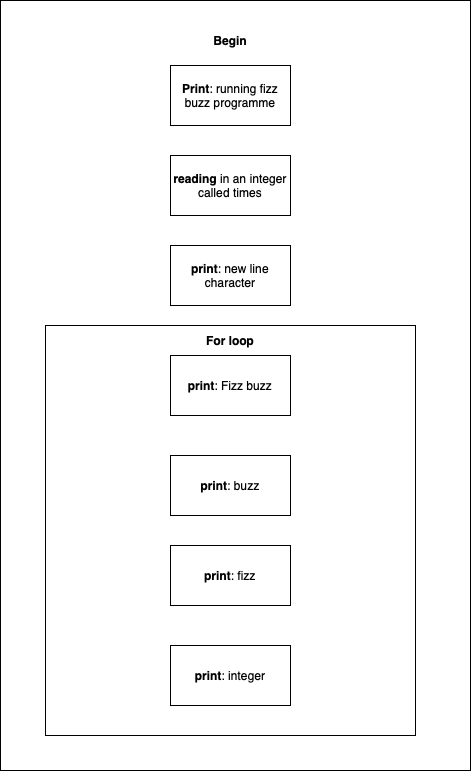 Begin
Print: running fizz
buzz programme
reading in an integer
called times
print: new line
character
For loop
print: Fizz buzz
print: buzz
print: fizz
print: integer